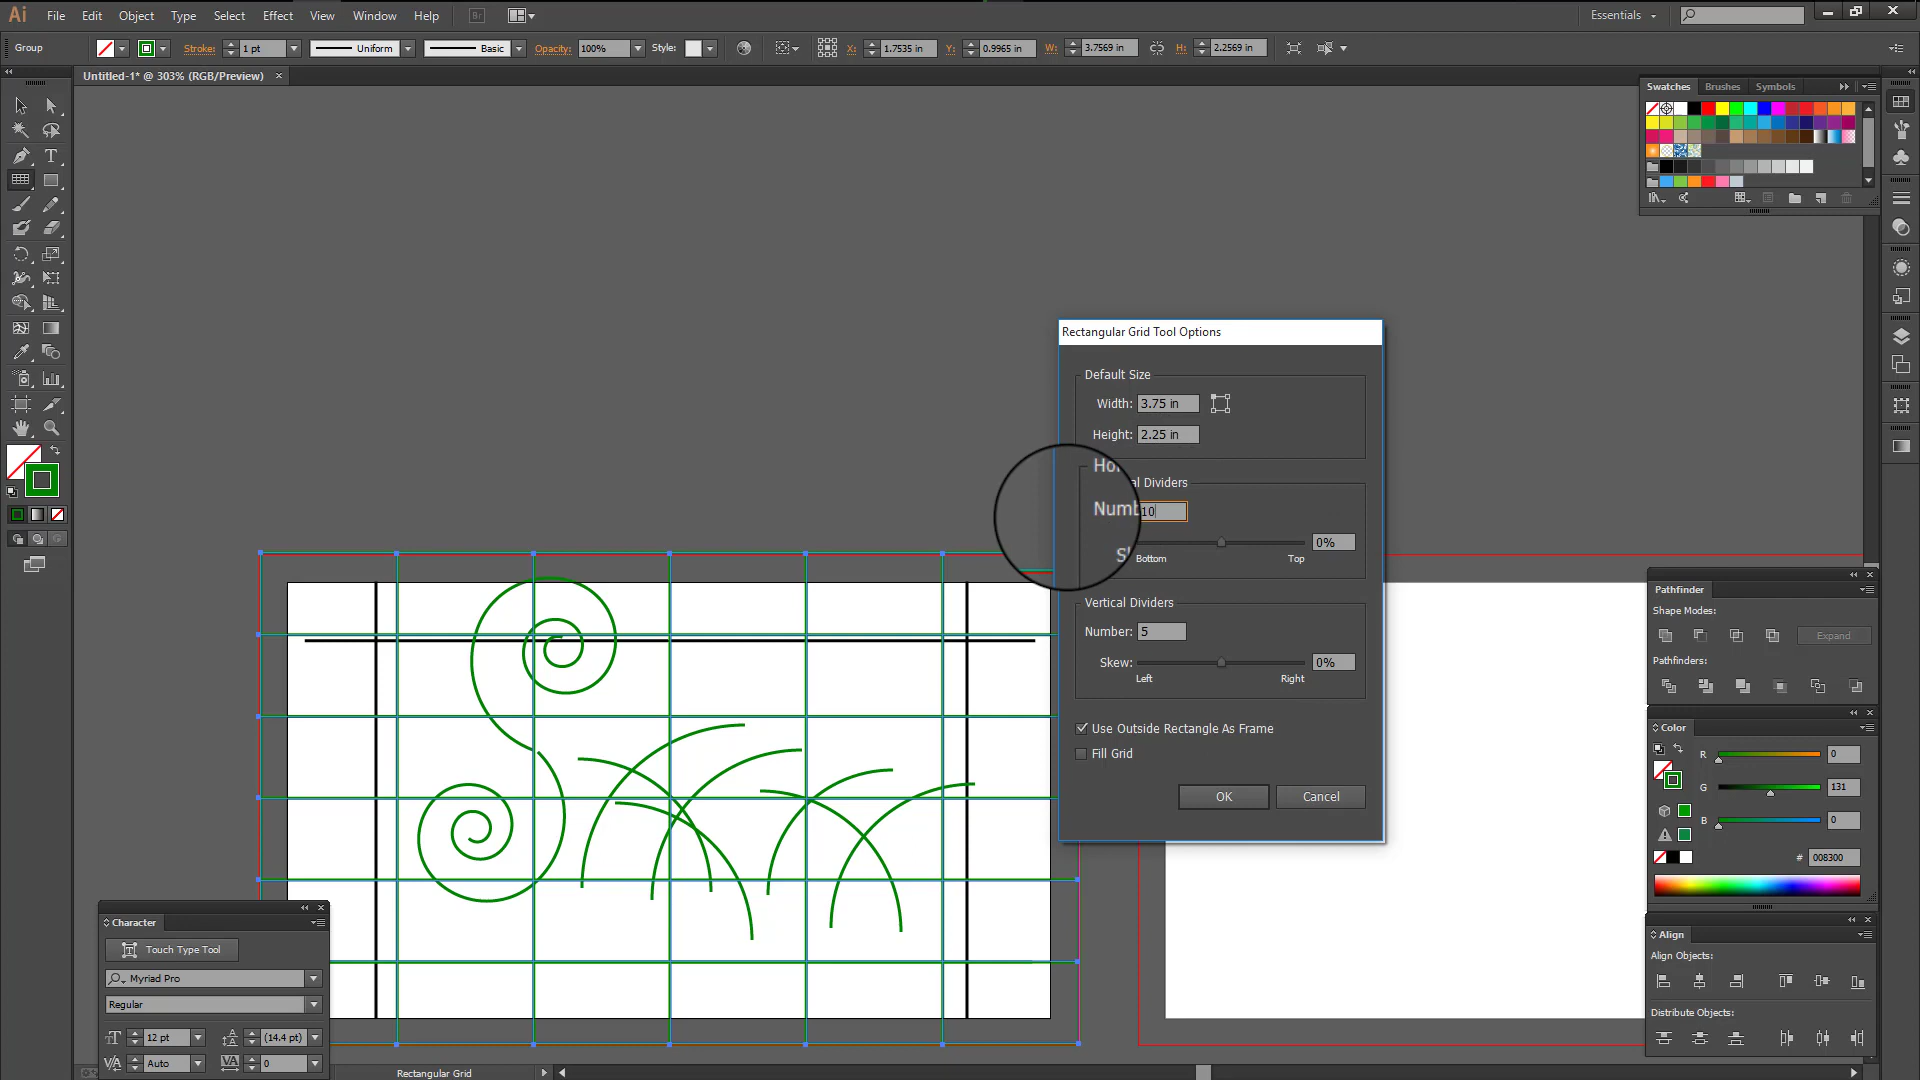 Ai File Edit Object Type Select Effect View Window Help Br Essentials
Group Stroke: 1 pt Uniform Basic Opacity: 100% Style: X: 1.7535 in Y: 0.9965 in W: 3.7569 in H: 2.2569 in
Untitled-1* @ 303% (RGB/Preview) ×
Swatches Brushes Symbols
Rectangular Grid Tool Options
Default Size
Width: 3.75 in
Height: 2.25 in
al Dividers
10
0%
Bottom Top
Vertical Dividers
Number: 5
Skew: 0%
Left Right
Use Outside Rectangle As Frame
Fill Grid
OK Cancel
Pathfinder
Shape Modes:
Expand
Pathfinders:
Color
R 0
G 131
B 0
# 008300
Align
Align Objects:
Distribute Objects:
Character
Touch Type Tool
Myriad Pro
Regular
12 pt (14.4 pt)
Auto 0
Rectangular Grid